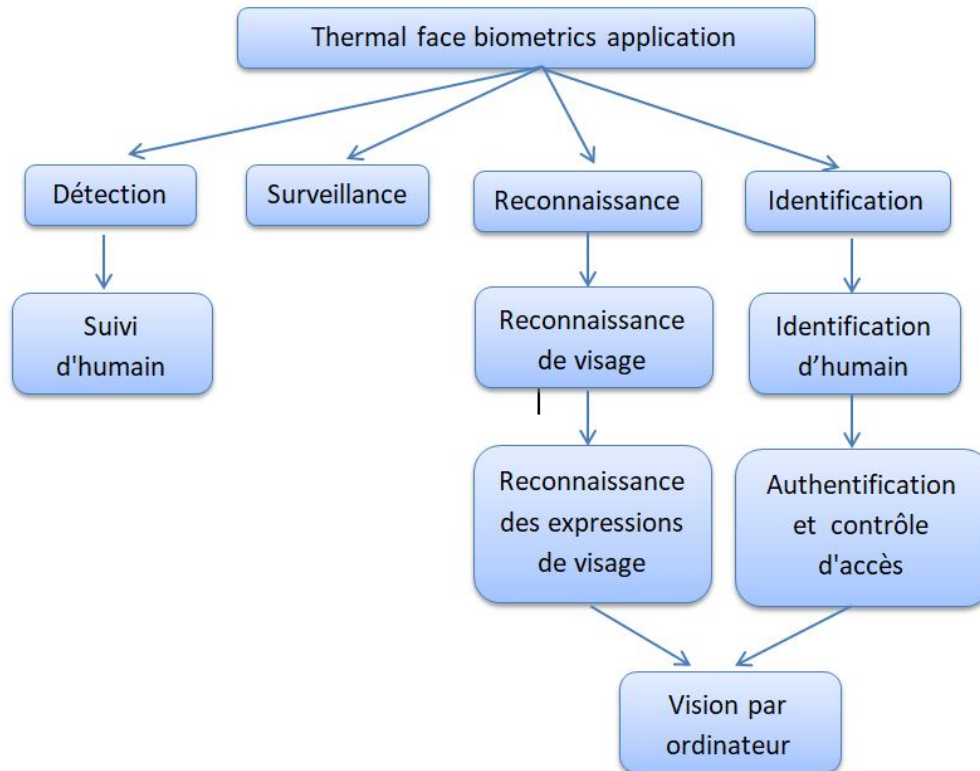 Thermal face biometrics application
Détection
Surveillance
Reconnaissance
Identification
Suivi
d'humain
Reconnaissance
de visage
Identification
d’humain
Reconnaissance
des expressions
de visage
Authentification
et contrôle
d'accès
Vision par
ordinateur